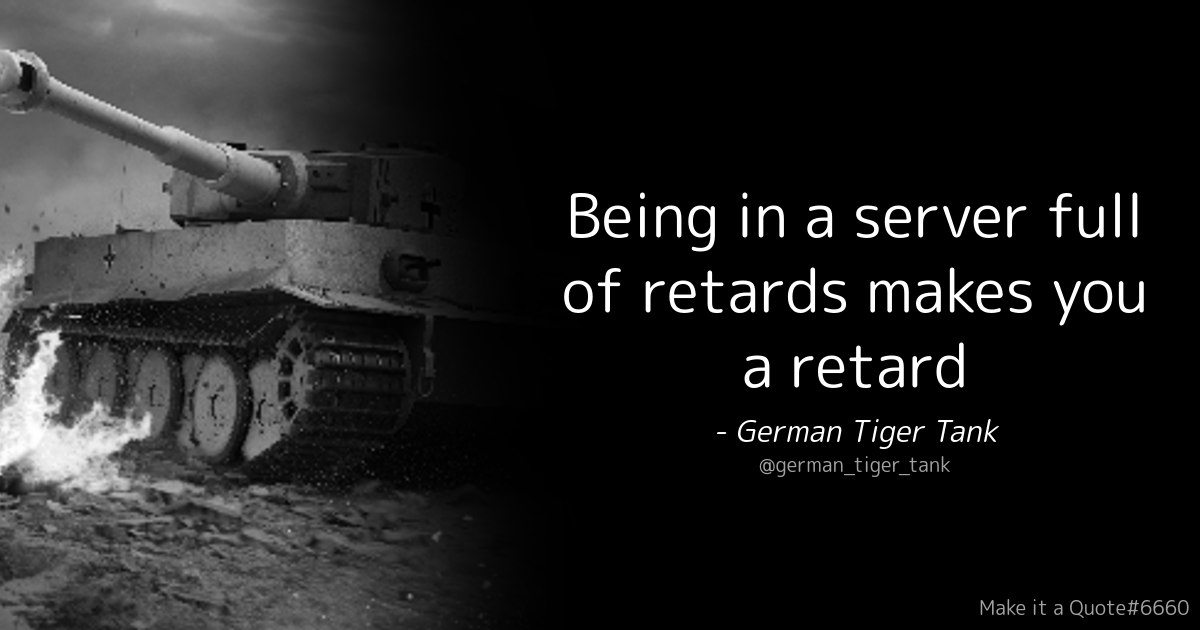 Being in a server full
of retards makes you
a retard
- German Tiger Tank
@german_tiger_tank
Make it a Quote#6660